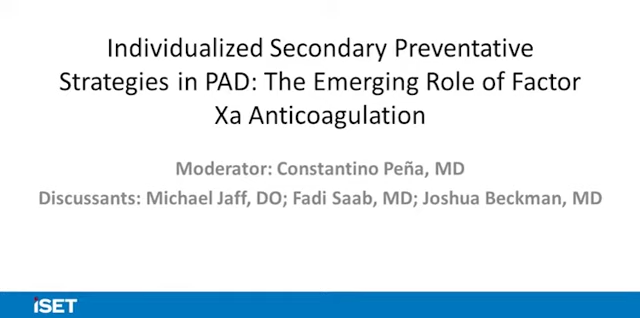 Individualized Secondary Preventative
Strategies in PAD: The Emerging Role of Factor
Xa Anticoagulation
Moderator: Constantino Peña, MD
Discussants: Michael Jaff, DO; Fadi Saab, MD; Joshua Beckman, MD
iSET